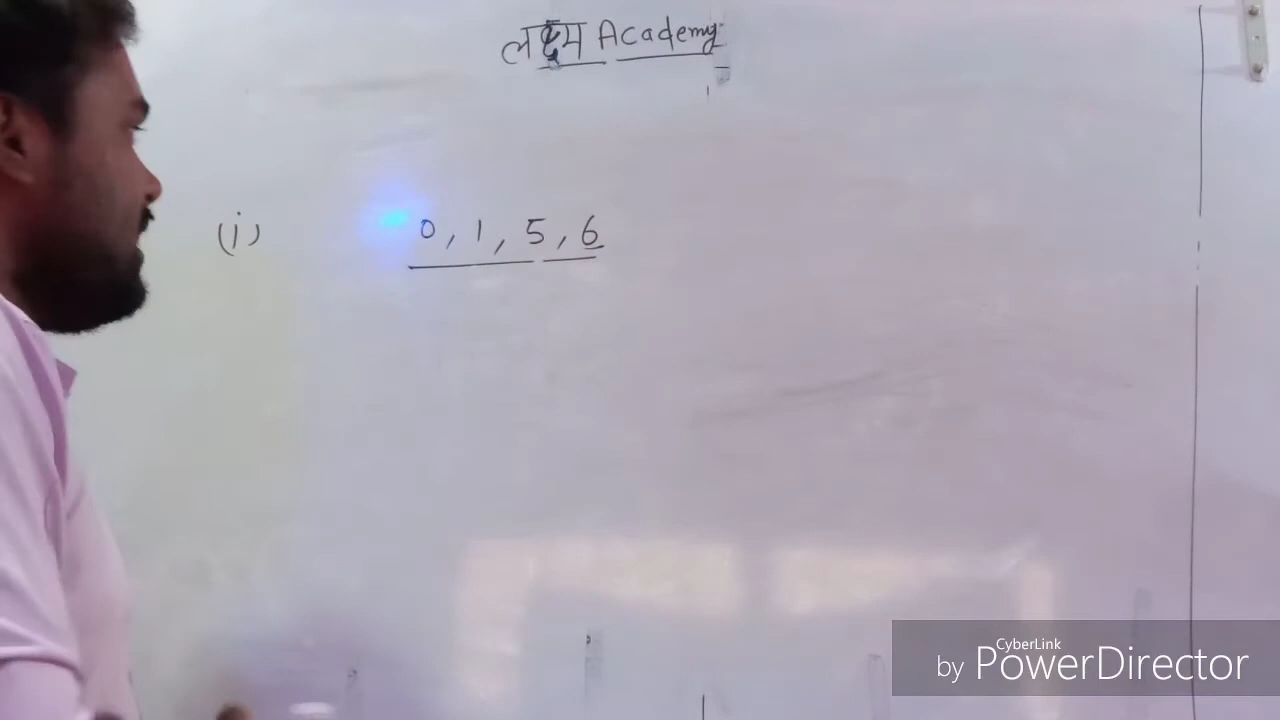 लक्ष्य Academy
(i) 0, 1, 5, 6
CyberLink
by PowerDirector